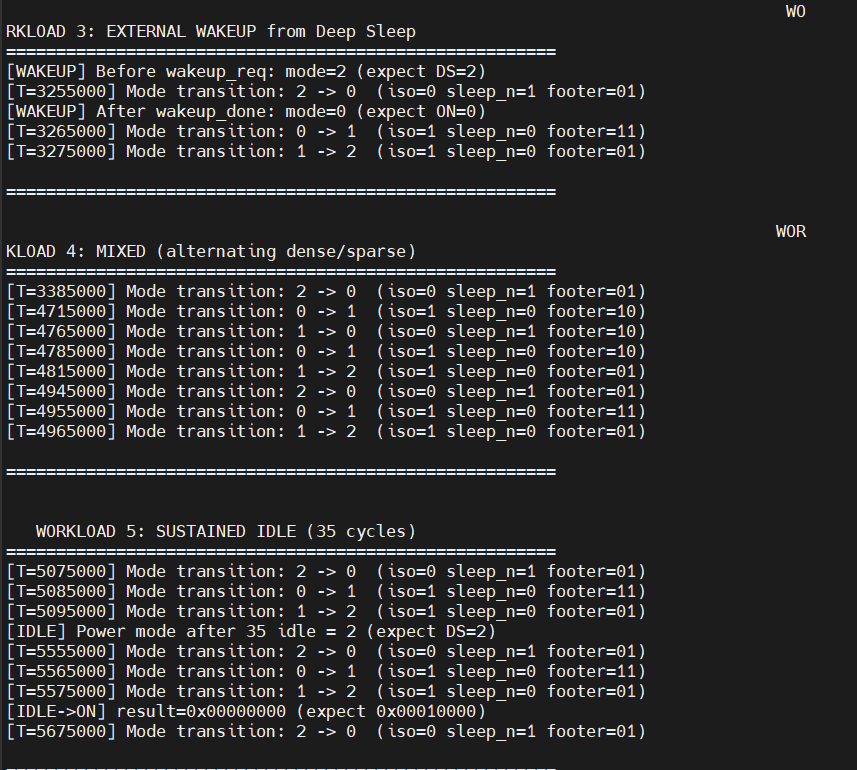 WO
RKLOAD 3: EXTERNAL WAKEUP from Deep Sleep
=======================================================
[WAKEUP] Before wakeup_req: mode=2 (expect DS=2)
[T=3255000] Mode transition: 2 -> 0  (iso=0 sleep_n=1 footer=01)
[WAKEUP] After wakeup_done: mode=0 (expect ON=0)
[T=3265000] Mode transition: 0 -> 1  (iso=1 sleep_n=0 footer=11)
[T=3275000] Mode transition: 1 -> 2  (iso=1 sleep_n=0 footer=01)
=======================================================
WOR
KLOAD 4: MIXED (alternating dense/sparse)
=======================================================
[T=3385000] Mode transition: 2 -> 0  (iso=0 sleep_n=1 footer=01)
[T=4715000] Mode transition: 0 -> 1  (iso=1 sleep_n=0 footer=10)
[T=4765000] Mode transition: 1 -> 0  (iso=0 sleep_n=1 footer=10)
[T=4785000] Mode transition: 0 -> 1  (iso=1 sleep_n=0 footer=10)
[T=4815000] Mode transition: 1 -> 2  (iso=1 sleep_n=0 footer=01)
[T=4945000] Mode transition: 2 -> 0  (iso=0 sleep_n=1 footer=01)
[T=4955000] Mode transition: 0 -> 1  (iso=1 sleep_n=0 footer=11)
[T=4965000] Mode transition: 1 -> 2  (iso=1 sleep_n=0 footer=01)
=======================================================
WORKLOAD 5: SUSTAINED IDLE (35 cycles)
=======================================================
[T=5075000] Mode transition: 2 -> 0  (iso=0 sleep_n=1 footer=01)
[T=5085000] Mode transition: 0 -> 1  (iso=1 sleep_n=0 footer=11)
[T=5095000] Mode transition: 1 -> 2  (iso=1 sleep_n=0 footer=01)
[IDLE] Power mode after 35 idle = 2 (expect DS=2)
[T=5555000] Mode transition: 2 -> 0  (iso=0 sleep_n=1 footer=01)
[T=5565000] Mode transition: 0 -> 1  (iso=1 sleep_n=0 footer=11)
[T=5575000] Mode transition: 1 -> 2  (iso=1 sleep_n=0 footer=01)
[IDLE->ON] result=0x00000000 (expect 0x00010000)
[T=5675000] Mode transition: 2 -> 0  (iso=0 sleep_n=1 footer=01)
=======================================================